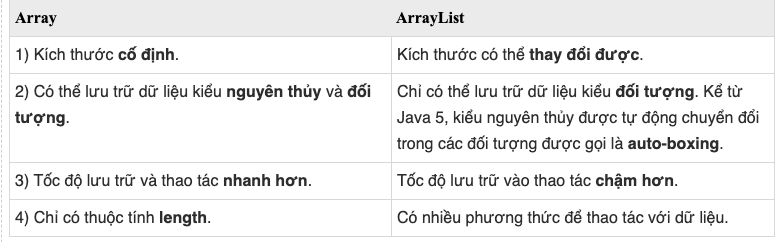 Array
ArrayList
1) Kích thước cố định.
Kích thước có thể thay đổi được.
2) Có thể lưu trữ dữ liệu kiểu nguyên thủy và đối
tượng.
Chỉ có thể lưu trữ dữ liệu kiểu đối tượng. Kể từ
Java 5, kiểu nguyên thủy được tự động chuyển đổi
trong các đối tượng được gọi là auto-boxing.
3) Tốc độ lưu trữ và thao tác nhanh hơn.
Tốc độ lưu trữ vào thao tác chậm hơn.
4) Chỉ có thuộc tính length.
Có nhiều phương thức để thao tác với dữ liệu.